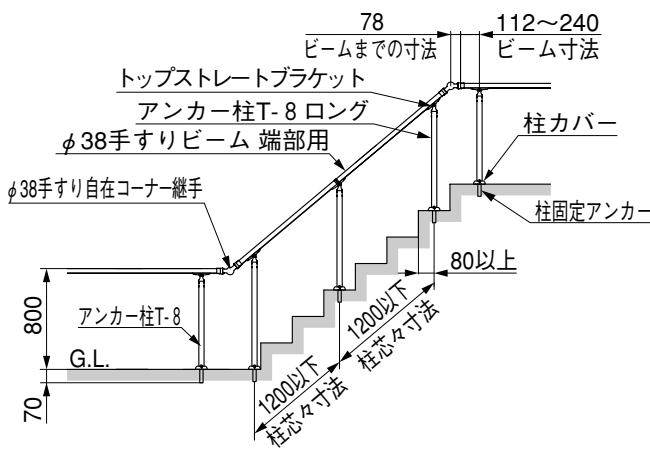 78
112〜240
ビームまでの寸法
ビーム寸法
トップストレートブラケット
アンカー柱T-8 ロング
柱カバー
φ38手すりビーム 端部用
φ38手すり自在コーナー継手
柱固定アンカー
80以上
800
アンカー柱T-8
1200以下
柱芯々寸法
G.L.
1200以下
柱芯々寸法
70